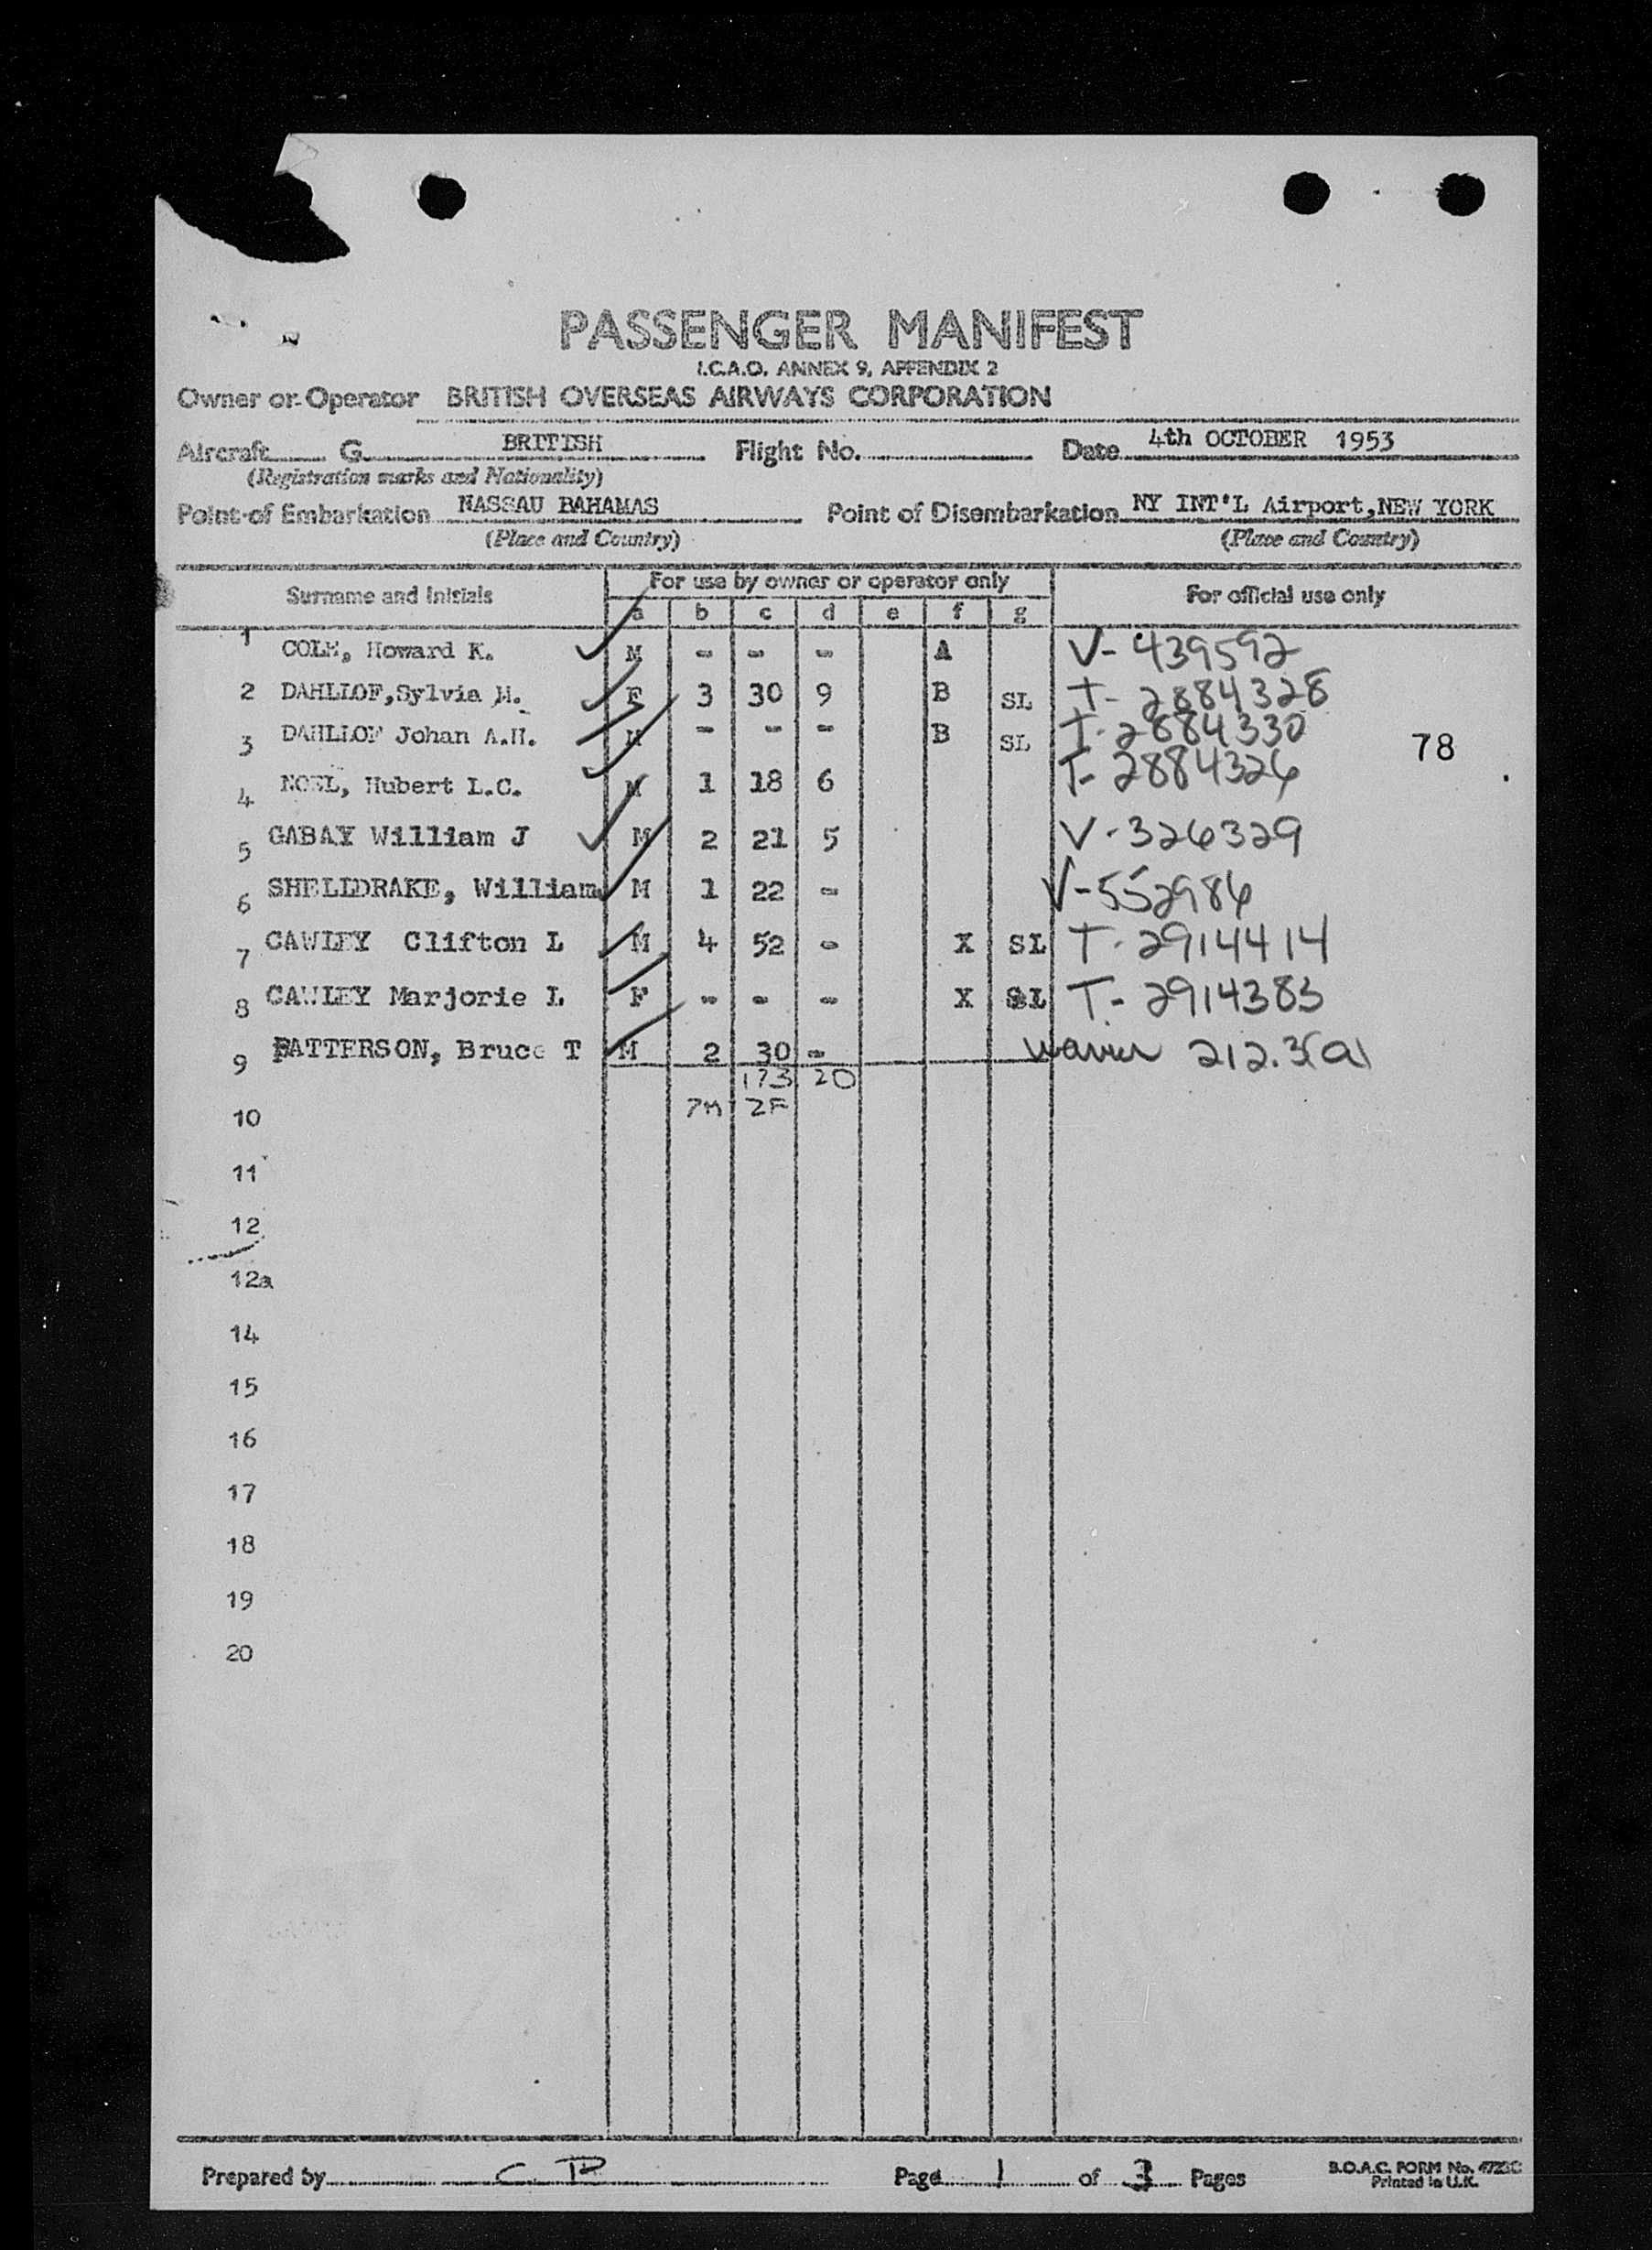 PASSENGER MANIFEST
I.C.A.O. ANNEX 9, APPENDIX 2
Owner or Operator BRITISH OVERSEAS AIRWAYS CORPORATION
Aircraft G BRITISH Flight No. Date 4th OCTOBER 1953
(Registration marks and Nationality)
Point of Embarkation NASSAU BAHAMAS Point of Disembarkation NY INT'L Airport, NEW YORK
(Place and Country) (Place and Country)
Surname and Initials For use by owner or operator only For official use only
a b c d e f g
1 COLE, Howard K. M - - - A V-439592
2 DAHLLOF, Sylvia M. F 3 30 9 B SL T-2884328
3 DAHLLOF Johan A.H. M - - - B SL T-2884330
78
4 NOEL, Hubert L.C. M 1 18 6 T-2884326
5 GABAY William J M 2 21 5 V-326329
6 SHELLDRAKE, William M 1 22 - V-552986
7 CAWLEY Clifton L M 4 52 - X SL T-2914414
8 CAWLEY Marjorie L F - - - X SL T-2914383
9 PATTERSON, Bruce T M 2 30 - waiver 212.3(a)
173 20
10 7M 2F
11
12
12a
14
15
16
17
18
19
20
Prepared by Page 1 of 3 Pages
B.O.A.C. FORM No.
Printed in U.K.